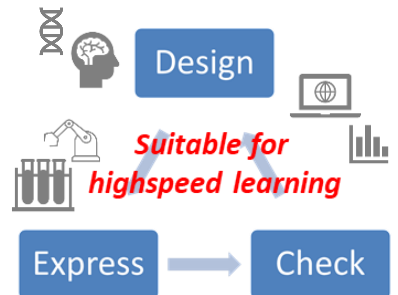 Design
Suitable for
highspeed learning
Express
Check